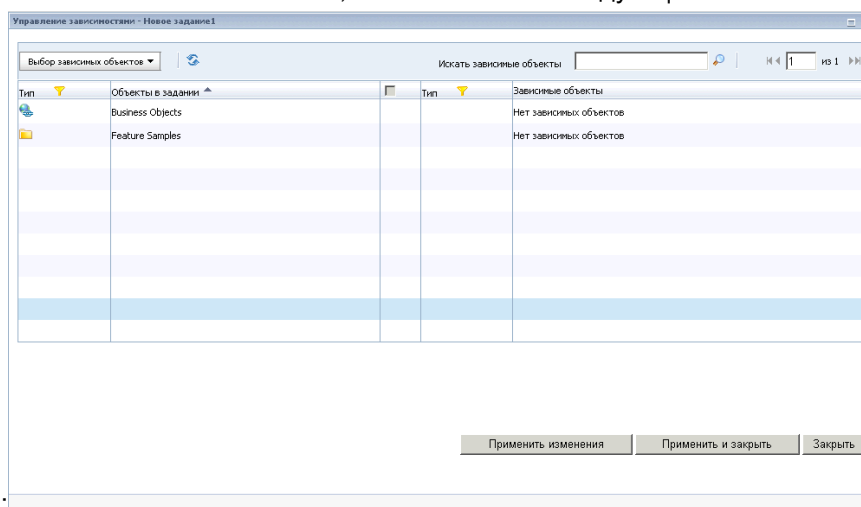 Управление зависимостями - Новое задание1
Выбор зависимых объектов
Искать зависимые объекты
1 из 1
Тип Объекты в задании Тип Зависимые объекты
Business Objects Нет зависимых объектов
Feature Samples Нет зависимых объектов
Применить изменения Применить и закрыть Закрыть
.